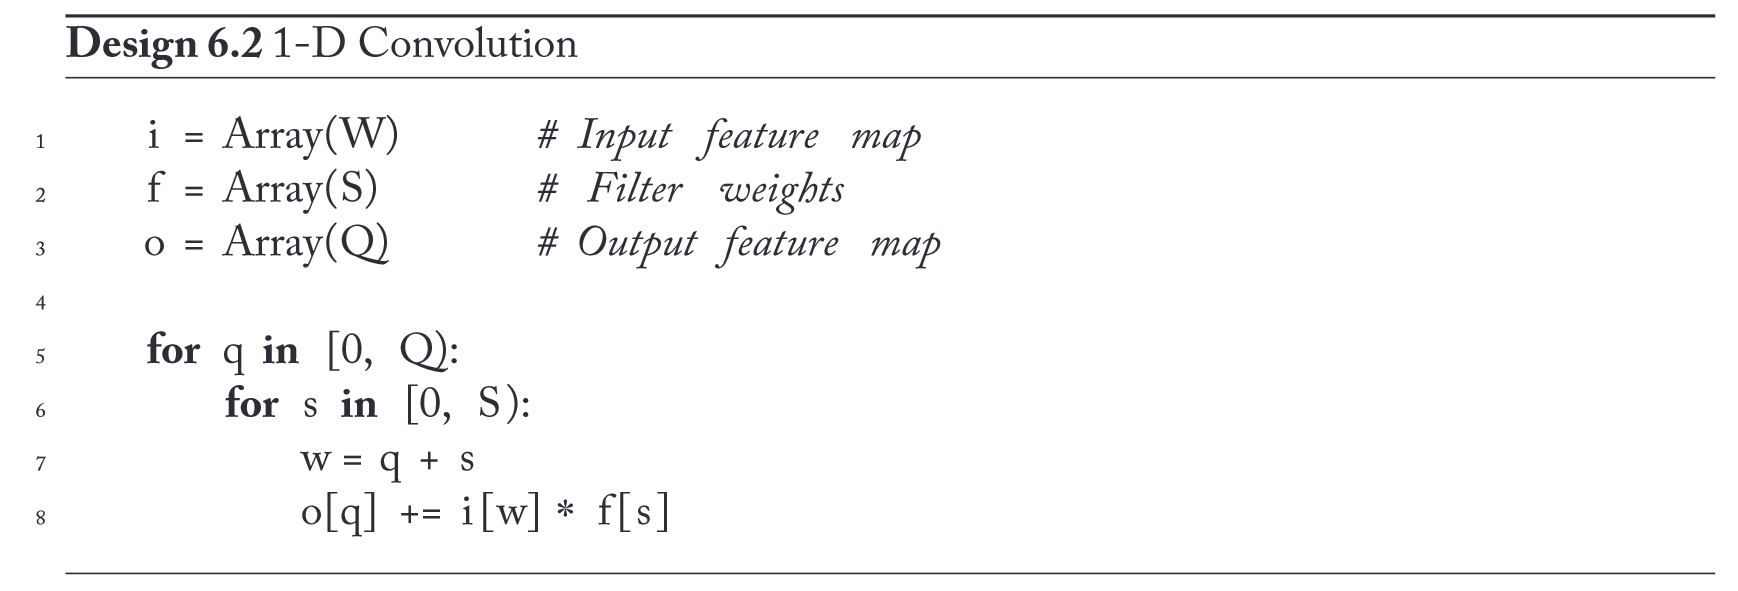 Design 6.2 1-D Convolution
1 i = Array(W) # Input feature map
2 f = Array(S) # Filter weights
3 o = Array(Q) # Output feature map
4
5 for q in [0, Q):
6 for s in [0, S):
7 w = q + s
8 o[q] += i[w] * f[s]